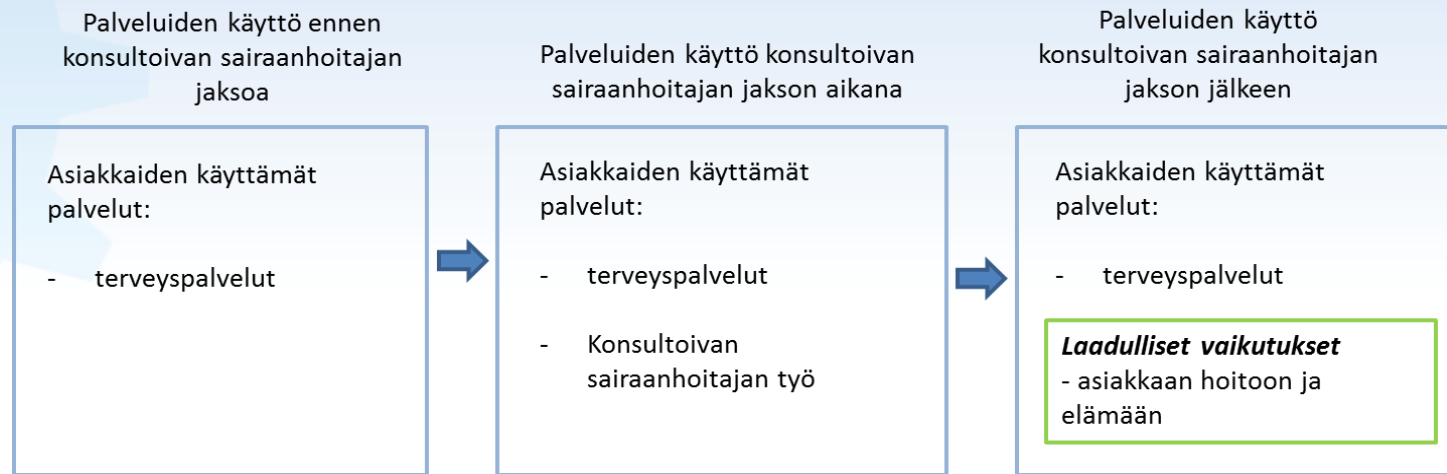 Palveluiden käyttö ennen
konsultoivan sairaanhoitajan
jaksoa
Asiakkaiden käyttämät
palvelut:
- terveyspalvelut
Palveluiden käyttö konsultoivan
sairaanhoitajan jakson aikana
Asiakkaiden käyttämät
palvelut:
- terveyspalvelut
- Konsultoivan
sairaanhoitajan työ
Palveluiden käyttö
konsultoivan sairaanhoitajan
jakson jälkeen
Asiakkaiden käyttämät
palvelut:
- terveyspalvelut
Laadulliset vaikutukset
- asiakkaan hoitoon ja
elämään